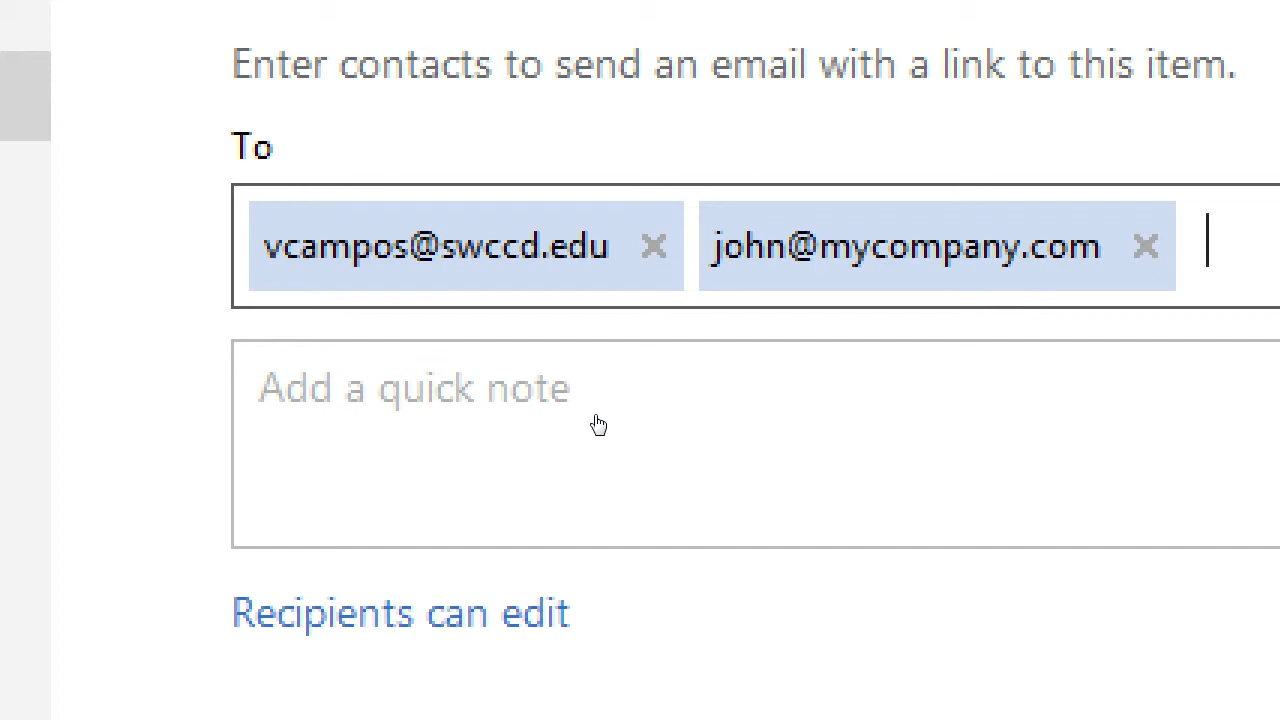 Enter contacts to send an email with a link to this item.
To
vcampos@swccd.edu john@mycompany.com
Add a quick note
Recipients can edit